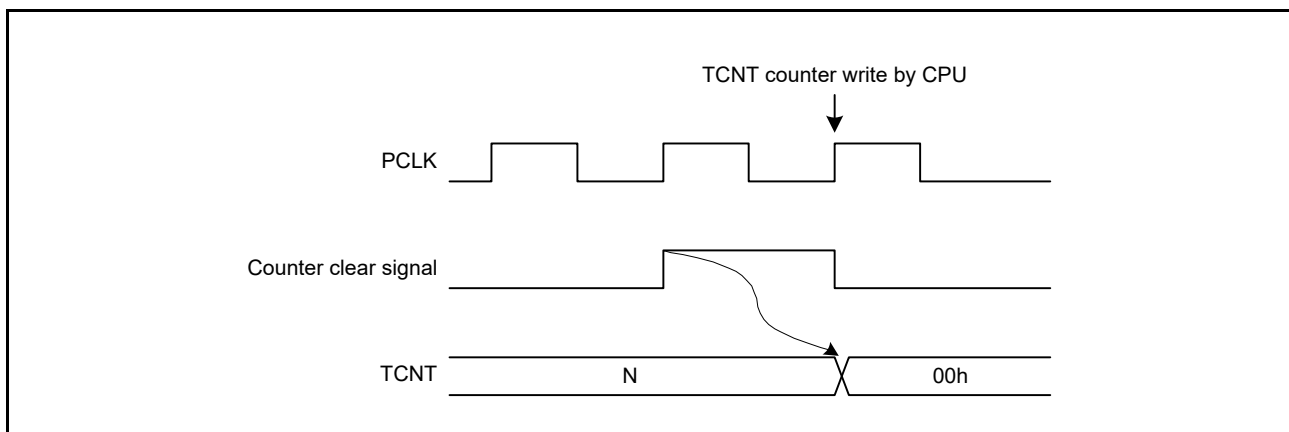 TCNT counter write by CPU
PCLK
Counter clear signal
TCNT N 00h